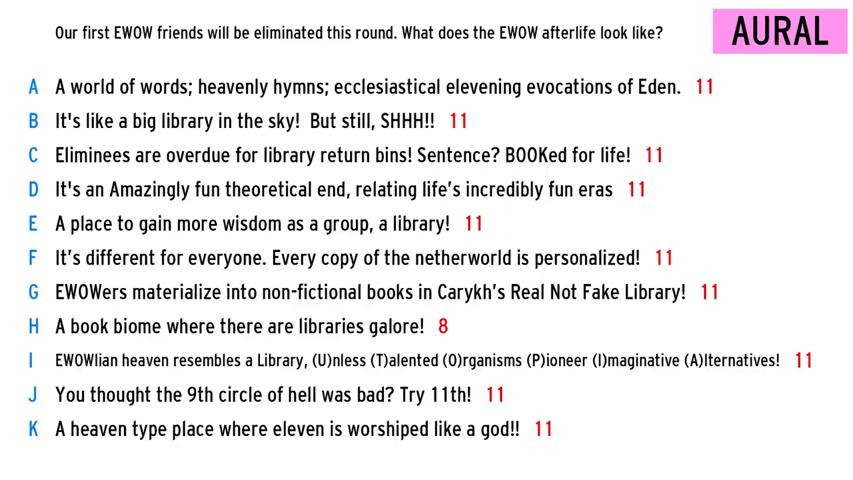 Our first EWOW friends will be eliminated this round. What does the EWOW afterlife look like?
AURAL
A A world of words; heavenly hymns; ecclesiastical elevening evocations of Eden. 11
B It's like a big library in the sky! But still, SHHH!! 11
C Eliminees are overdue for library return bins! Sentence? BOOKed for life! 11
D It's an Amazingly fun theoretical end, relating life’s incredibly fun eras 11
E A place to gain more wisdom as a group, a library! 11
F It’s different for everyone. Every copy of the netherworld is personalized! 11
G EWOWers materialize into non-fictional books in Carykh’s Real Not Fake Library! 11
H A book biome where there are libraries galore! 8
I EWOWlian heaven resembles a Library, (U)nless (T)alented (O)rganisms (P)ioneer (I)maginative (A)lternatives! 11
J You thought the 9th circle of hell was bad? Try 11th! 11
K A heaven type place where eleven is worshiped like a god!! 11